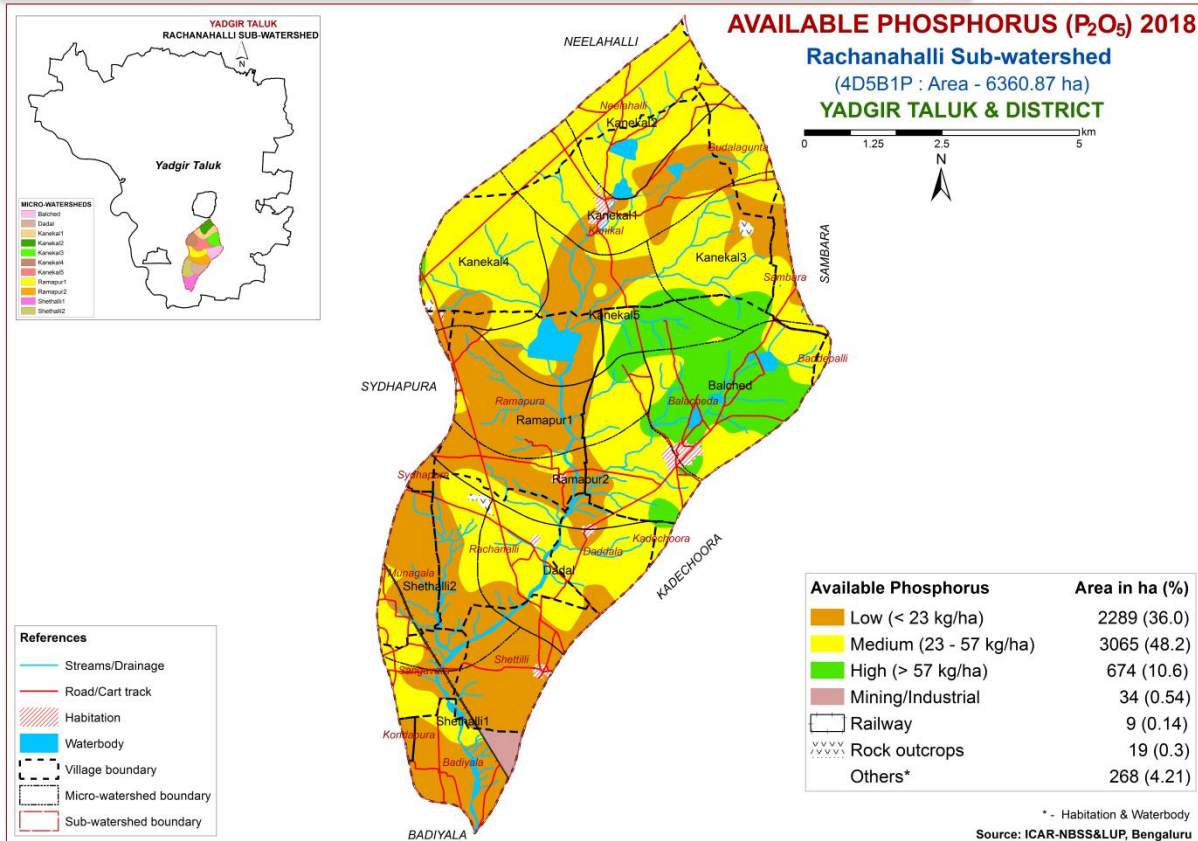 YADGIR TALUK
RACHANAHALLI SUB-WATERSHED
N
Yadgir Taluk
MICRO-WATERSHEDS
Balched
Dadal
Kanekal1
Kanekal2
Kanekal3
Kanekal4
Kanekal5
Ramapur1
Ramapur2
Shethalli1
Shethalli2
AVAILABLE PHOSPHORUS (P₂O₅) 2018
Rachanahalli Sub-watershed
(4D5B1P : Area - 6360.87 ha)
YADGIR TALUK & DISTRICT
km
0 1.25 2.5 5
N
NEELAHALLI
Neelahalli
Kanekal2
Budalagunta
Kanekal1
Kanikal
Kanekal4
Kanekal3
SAMBARA
Sambara
Kanekal5
Baddepalli
SYDHAPURA
Balched
Ramapura
Balacheda
Ramapur1
Sydhapura
Ramapur2
Kadechoora
Rachanalli
Daddala
KADECHOORA
Munagala
Dadal
Shethalli2
Shettilli
Shethalli1
Kondapura
Badiyala
BADIYALA
References
Streams/Drainage
Road/Cart track
Habitation
Waterbody
Village boundary
Micro-watershed boundary
Sub-watershed boundary
Available Phosphorus Area in ha (%)
Low (< 23 kg/ha) 2289 (36.0)
Medium (23 - 57 kg/ha) 3065 (48.2)
High (> 57 kg/ha) 674 (10.6)
Mining/Industrial 34 (0.54)
Railway 9 (0.14)
Rock outcrops 19 (0.3)
Others* 268 (4.21)
* - Habitation & Waterbody
Source: ICAR-NBSS&LUP, Bengaluru